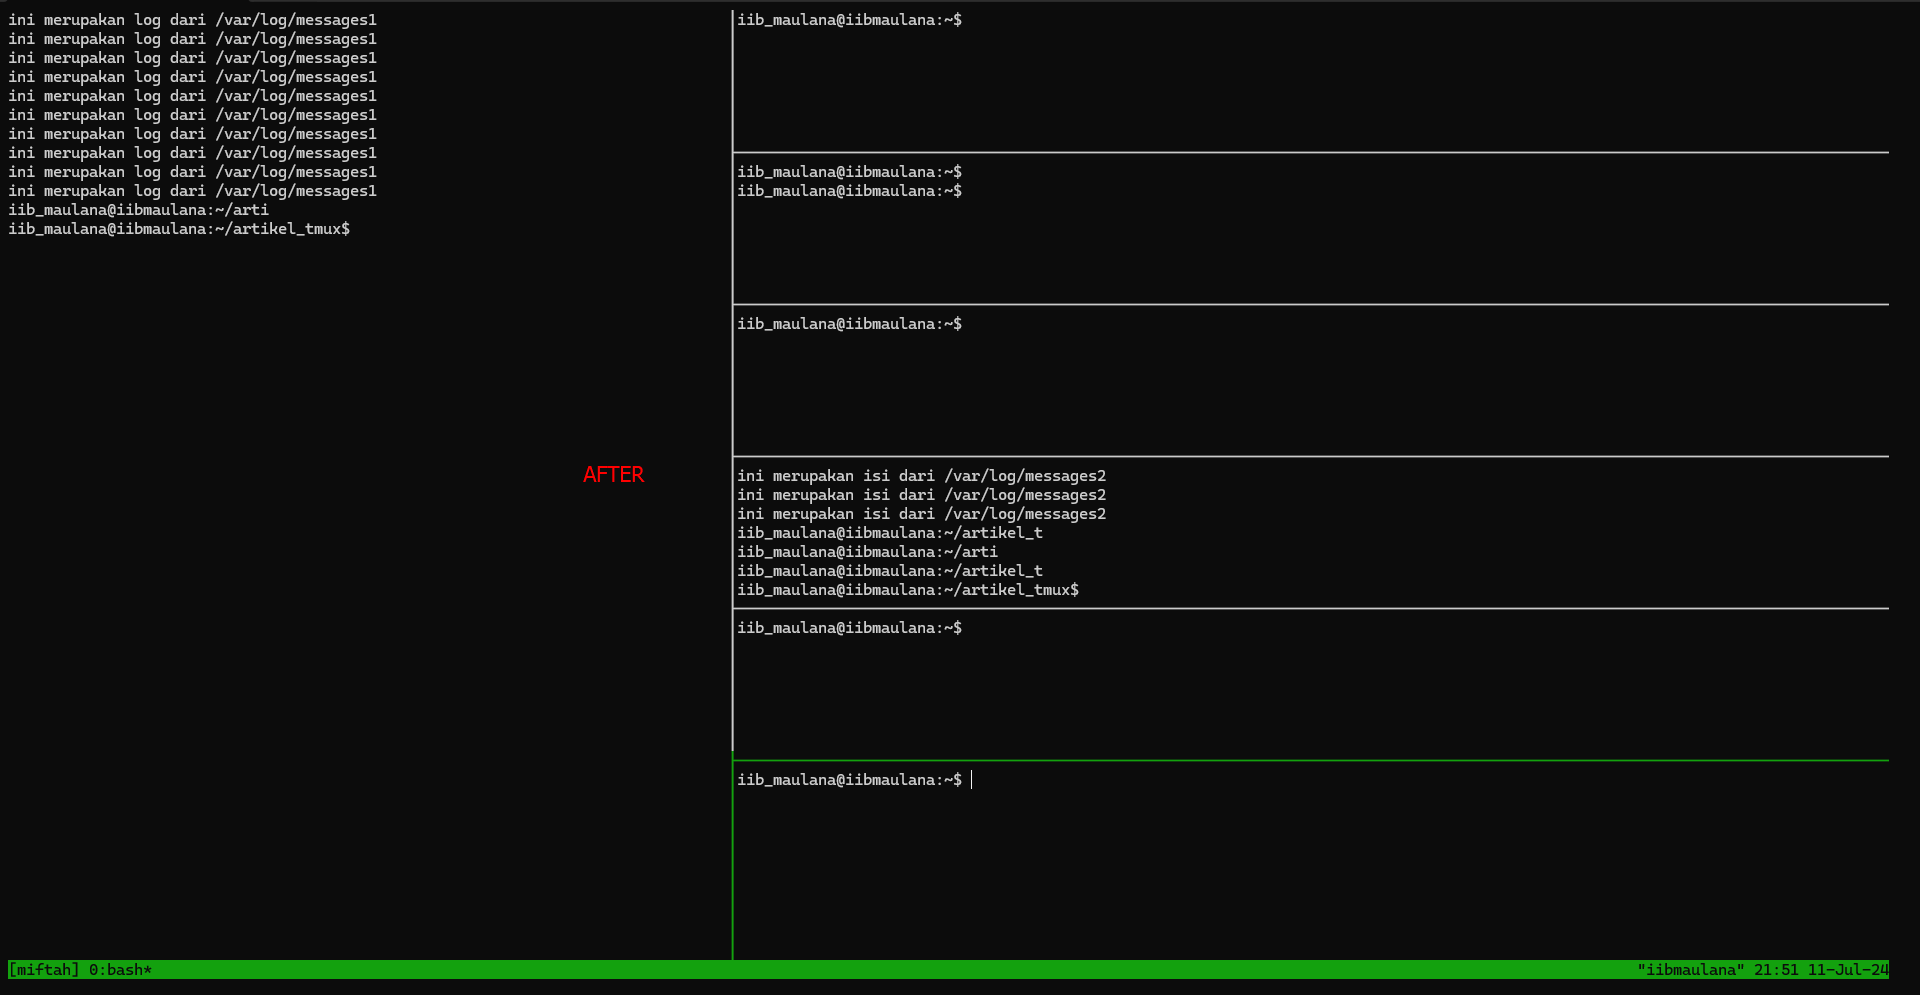 ini merupakan log dari /var/log/messages1
ini merupakan log dari /var/log/messages1
ini merupakan log dari /var/log/messages1
ini merupakan log dari /var/log/messages1
ini merupakan log dari /var/log/messages1
ini merupakan log dari /var/log/messages1
ini merupakan log dari /var/log/messages1
ini merupakan log dari /var/log/messages1
ini merupakan log dari /var/log/messages1
ini merupakan log dari /var/log/messages1
iib_maulana@iibmaulana:~/arti
iib_maulana@iibmaulana:~/artikel_tmux$
AFTER
iib_maulana@iibmaulana:~$
iib_maulana@iibmaulana:~$
iib_maulana@iibmaulana:~$
iib_maulana@iibmaulana:~$
ini merupakan isi dari /var/log/messages2
ini merupakan isi dari /var/log/messages2
ini merupakan isi dari /var/log/messages2
iib_maulana@iibmaulana:~/artikel_t
iib_maulana@iibmaulana:~/arti
iib_maulana@iibmaulana:~/artikel_t
iib_maulana@iibmaulana:~/artikel_tmux$
iib_maulana@iibmaulana:~$
iib_maulana@iibmaulana:~$
[miftah] 0:bash*
"iibmaulana" 21:51 11-Jul-24